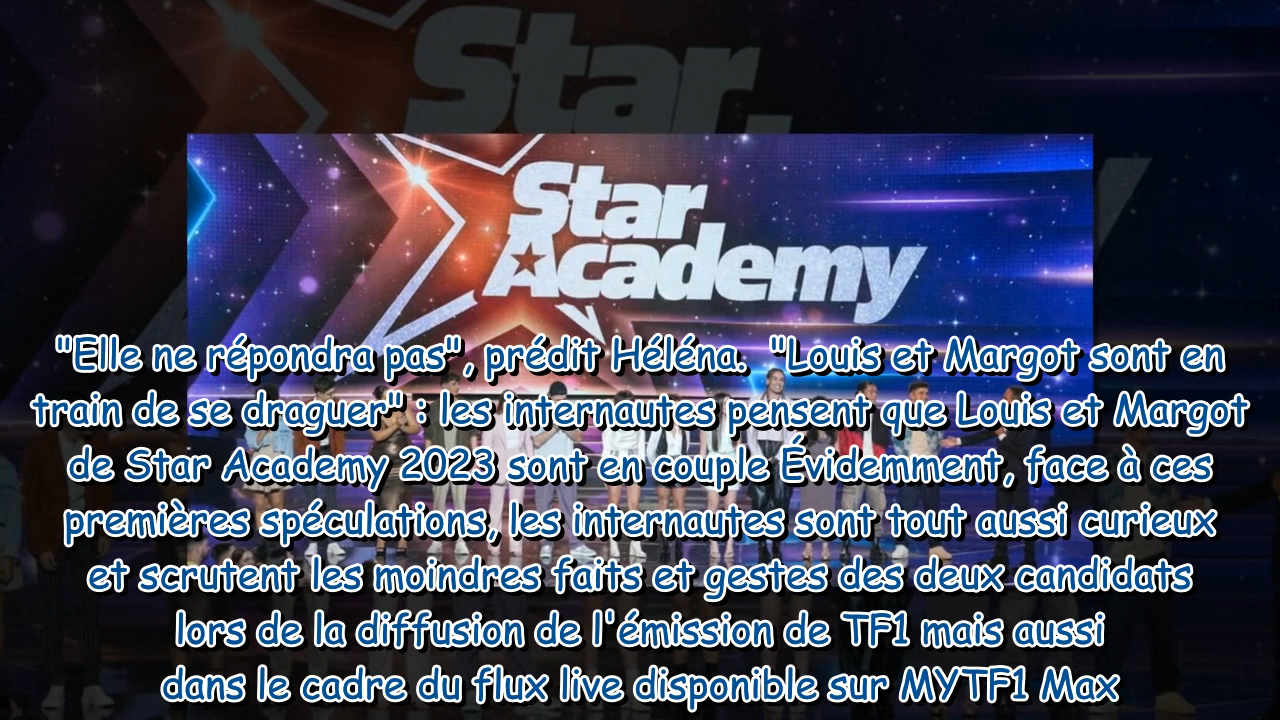 Star
Star
Academy
"Elle ne répondra pas", prédit Héléna.  "Louis et Margot sont en
train de se draguer" : les internautes pensent que Louis et Margot
de Star Academy 2023 sont en couple Évidemment, face à ces
premières spéculations, les internautes sont tout aussi curieux
et scrutent les moindres faits et gestes des deux candidats
lors de la diffusion de l'émission de TF1 mais aussi
dans le cadre du flux live disponible sur MYTF1 Max